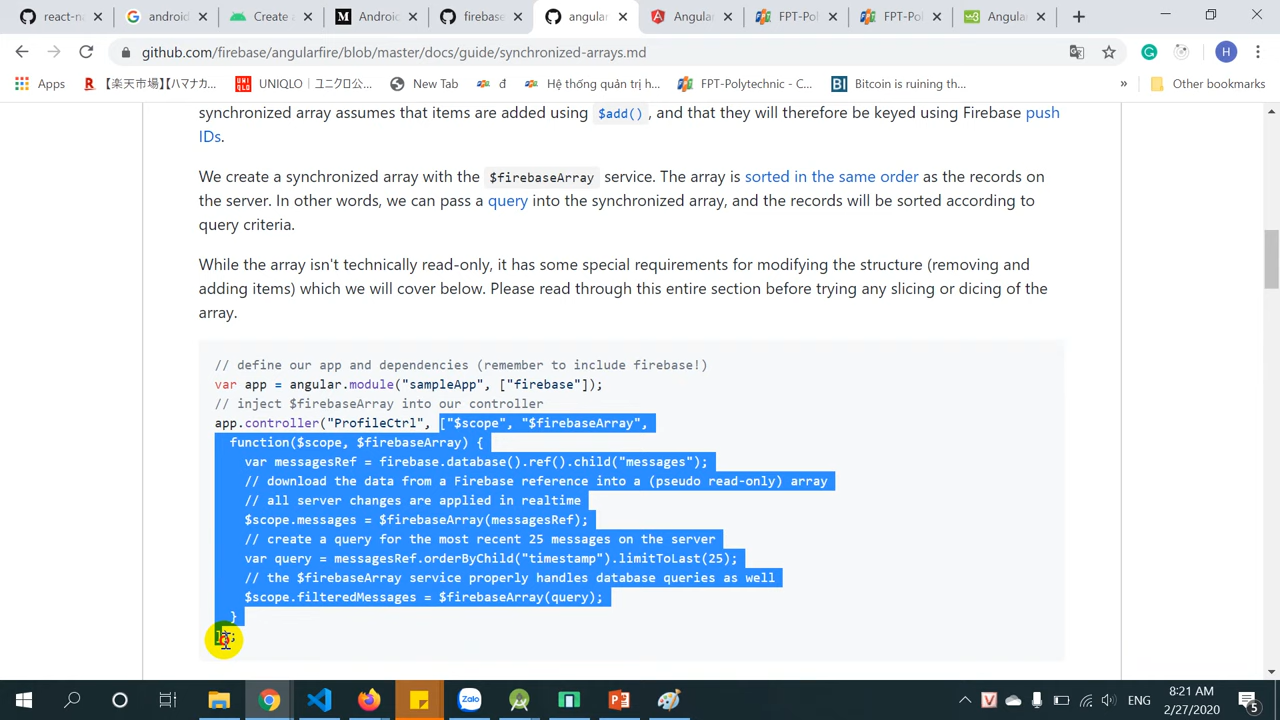 react-na
android
Create a
Android
firebase
angular
Angular
FPT-Pol
FPT-Pol
Angular
github.com/firebase/angularfire/blob/master/docs/guide/synchronized-arrays.md
H
Apps
R
【楽天市場】【ハマナカ...
UNIQLO｜ユニクロ公...
New Tab
đ
Hệ thống quản trị h...
FPT-Polytechnic - C...
BI
Bitcoin is ruining th...
»
Other bookmarks
synchronized array assumes that items are added using $add() , and that they will therefore be keyed using Firebase push
IDs.
We create a synchronized array with the $firebaseArray service. The array is sorted in the same order as the records on
the server. In other words, we can pass a query into the synchronized array, and the records will be sorted according to
query criteria.
While the array isn't technically read-only, it has some special requirements for modifying the structure (removing and
adding items) which we will cover below. Please read through this entire section before trying any slicing or dicing of the
array.
// define our app and dependencies (remember to include firebase!)
var app = angular.module("sampleApp", ["firebase"]);
// inject $firebaseArray into our controller
app.controller("ProfileCtrl", ["$scope", "$firebaseArray",
function($scope, $firebaseArray) {
var messagesRef = firebase.database().ref().child("messages");
// download the data from a Firebase reference into a (pseudo read-only) array
// all server changes are applied in realtime
$scope.messages = $firebaseArray(messagesRef);
// create a query for the most recent 25 messages on the server
var query = messagesRef.orderByChild("timestamp").limitToLast(25);
// the $firebaseArray service properly handles database queries as well
$scope.filteredMessages = $firebaseArray(query);
}
Zalo
ENG
8:21 AM
2/27/2020
5